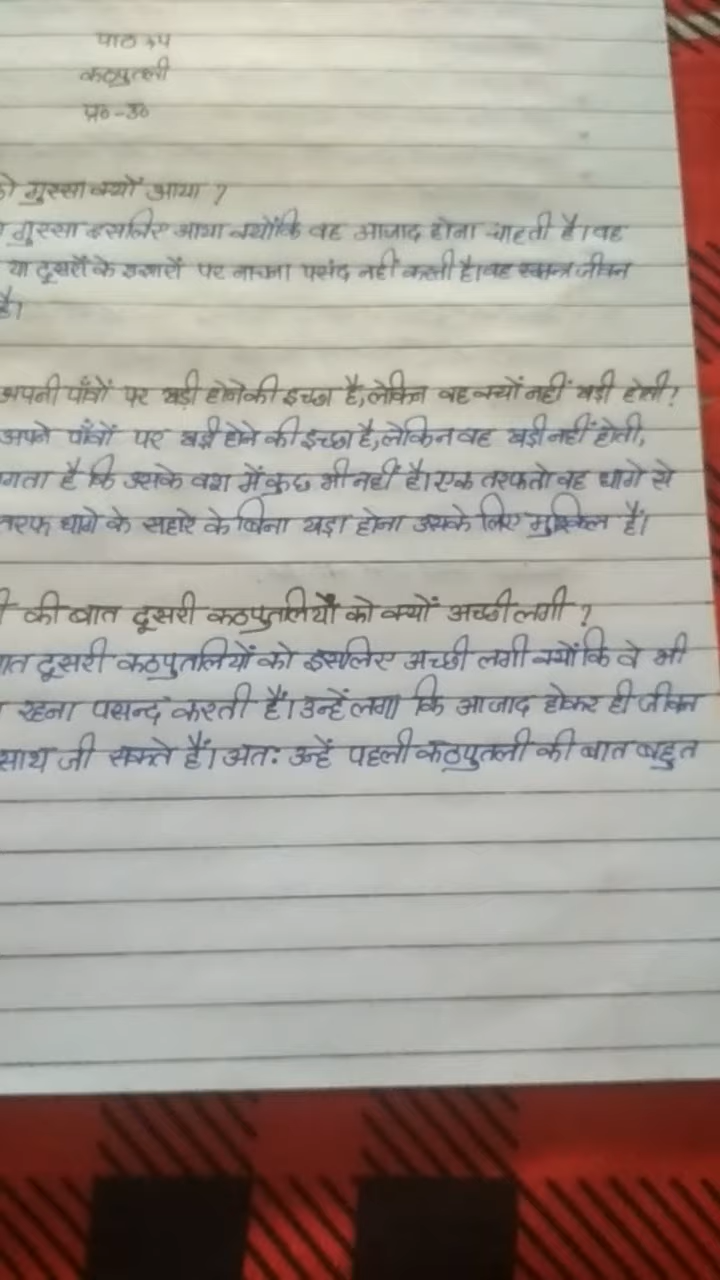 पाठ
कठपुतली
प्र०-उ०
गुस्सा क्यों आया ?
गुस्सा इसलिए आया क्योंकि वह आजाद होना चाहती है। वह
या दूसरों के इशारों पर नाचना पसंद नहीं करती है। वह स्वतन्त्र जीवन
है।
अपनी पाँवों पर खड़ी होने की इच्छा है, लेकिन वह क्यों नहीं खड़ी होती?
अपने पाँवों पर खड़ी होने की इच्छा है, लेकिन वह खड़ी नहीं होती,
गता है कि उसके वश में कुछ भी नहीं है। एक तरफ तो वह धागे से
तरफ धागे के सहारे के बिना खड़ा होना उसके लिए मुश्किल है।
की बात दूसरी कठपुतलियों को क्यों अच्छी लगी ?
ात दूसरी कठपुतलियों को इसलिए अच्छी लगी क्योंकि वे भी
रहना पसन्द करती हैं। उन्हें लगा कि आजाद होकर ही जीवन
साथ जी सकते हैं। अतः उन्हें पहली कठपुतली की बात बहुत